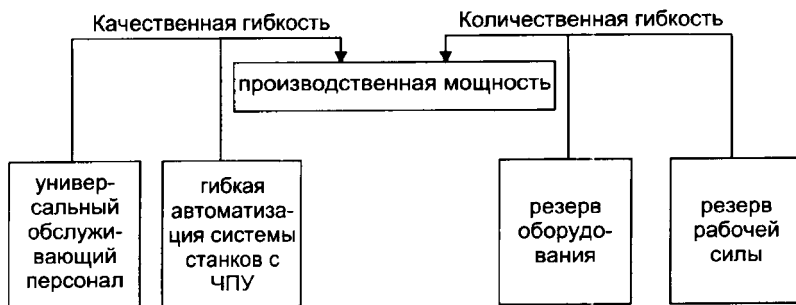 Качественная гибкость
Количественная гибкость
производственная мощность
универ-
сальный
обслужи-
вающий
персонал
гибкая
автоматиза-
ция системы
станков с
ЧПУ
резерв
оборудо-
вания
резерв
рабочей
силы